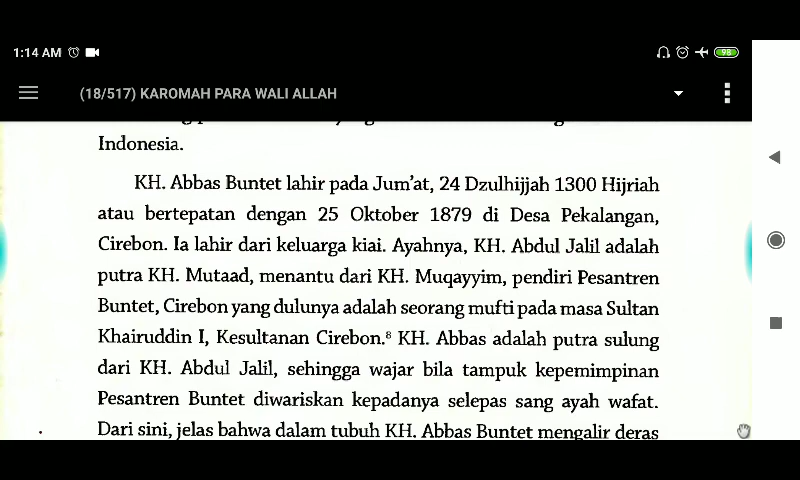 1:14 AM
98
(18/517) KAROMAH PARA WALI ALLAH
Indonesia.
KH. Abbas Buntet lahir pada Jum'at, 24 Dzulhijjah 1300 Hijriah
atau bertepatan dengan 25 Oktober 1879 di Desa Pekalangan,
Cirebon. Ia lahir dari keluarga kiai. Ayahnya, KH. Abdul Jalil adalah
putra KH. Mutaad, menantu dari KH. Muqayyim, pendiri Pesantren
Buntet, Cirebon yang dulunya adalah seorang mufti pada masa Sultan
Khairuddin I, Kesultanan Cirebon.⁸ KH. Abbas adalah putra sulung
dari KH. Abdul Jalil, sehingga wajar bila tampuk kepemimpinan
Pesantren Buntet diwariskan kepadanya selepas sang ayah wafat.
Dari sini, jelas bahwa dalam tubuh KH. Abbas Buntet mengalir deras